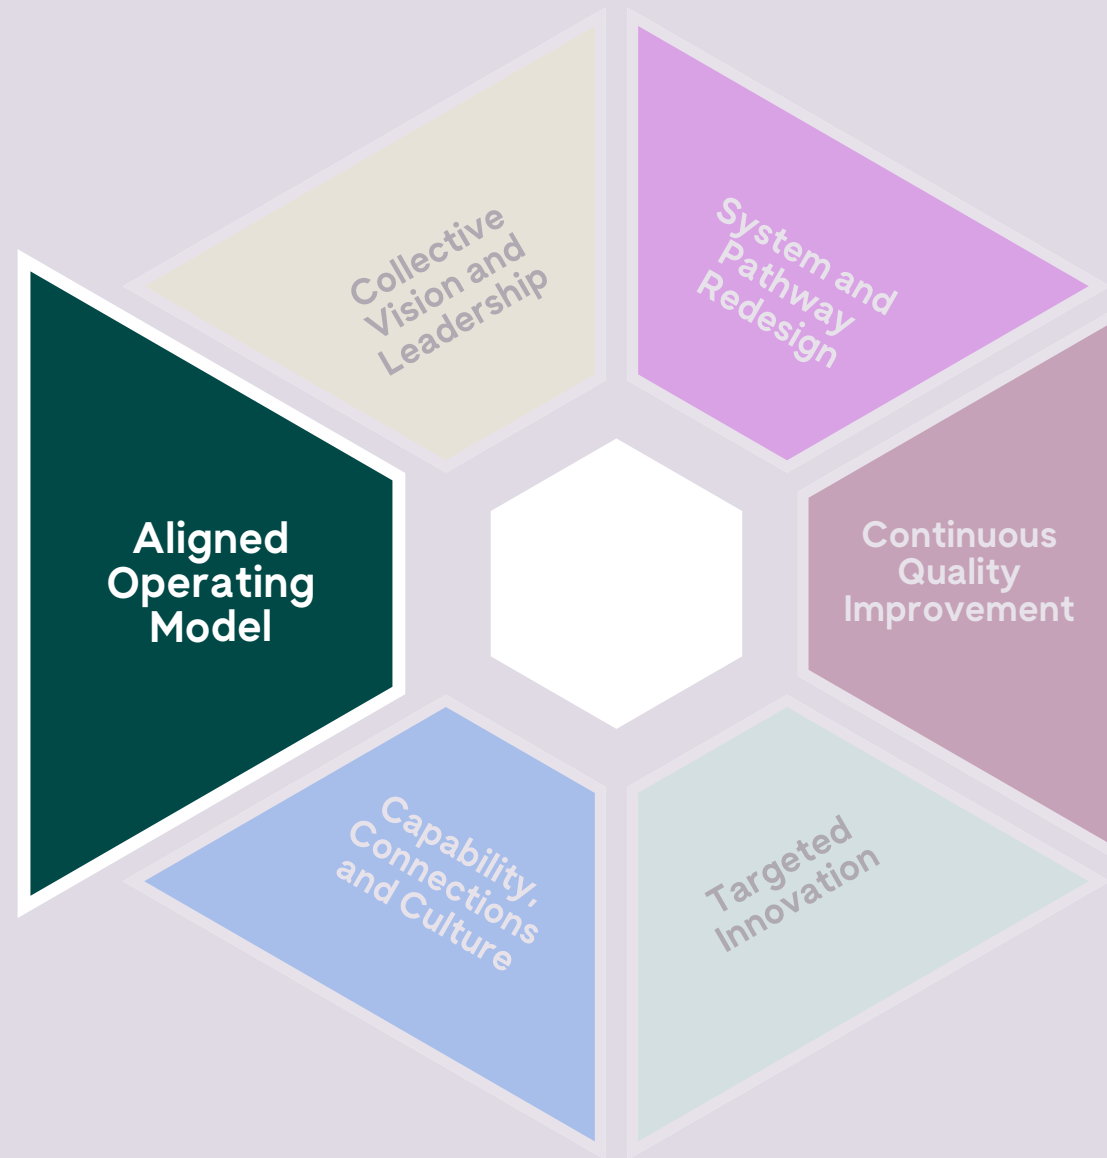 Collective
Vision and
Leadership
System and
Pathway
Redesign
Aligned
Operating
Model
Continuous
Quality
Improvement
Capability,
Connections
and Culture
Targeted
Innovation